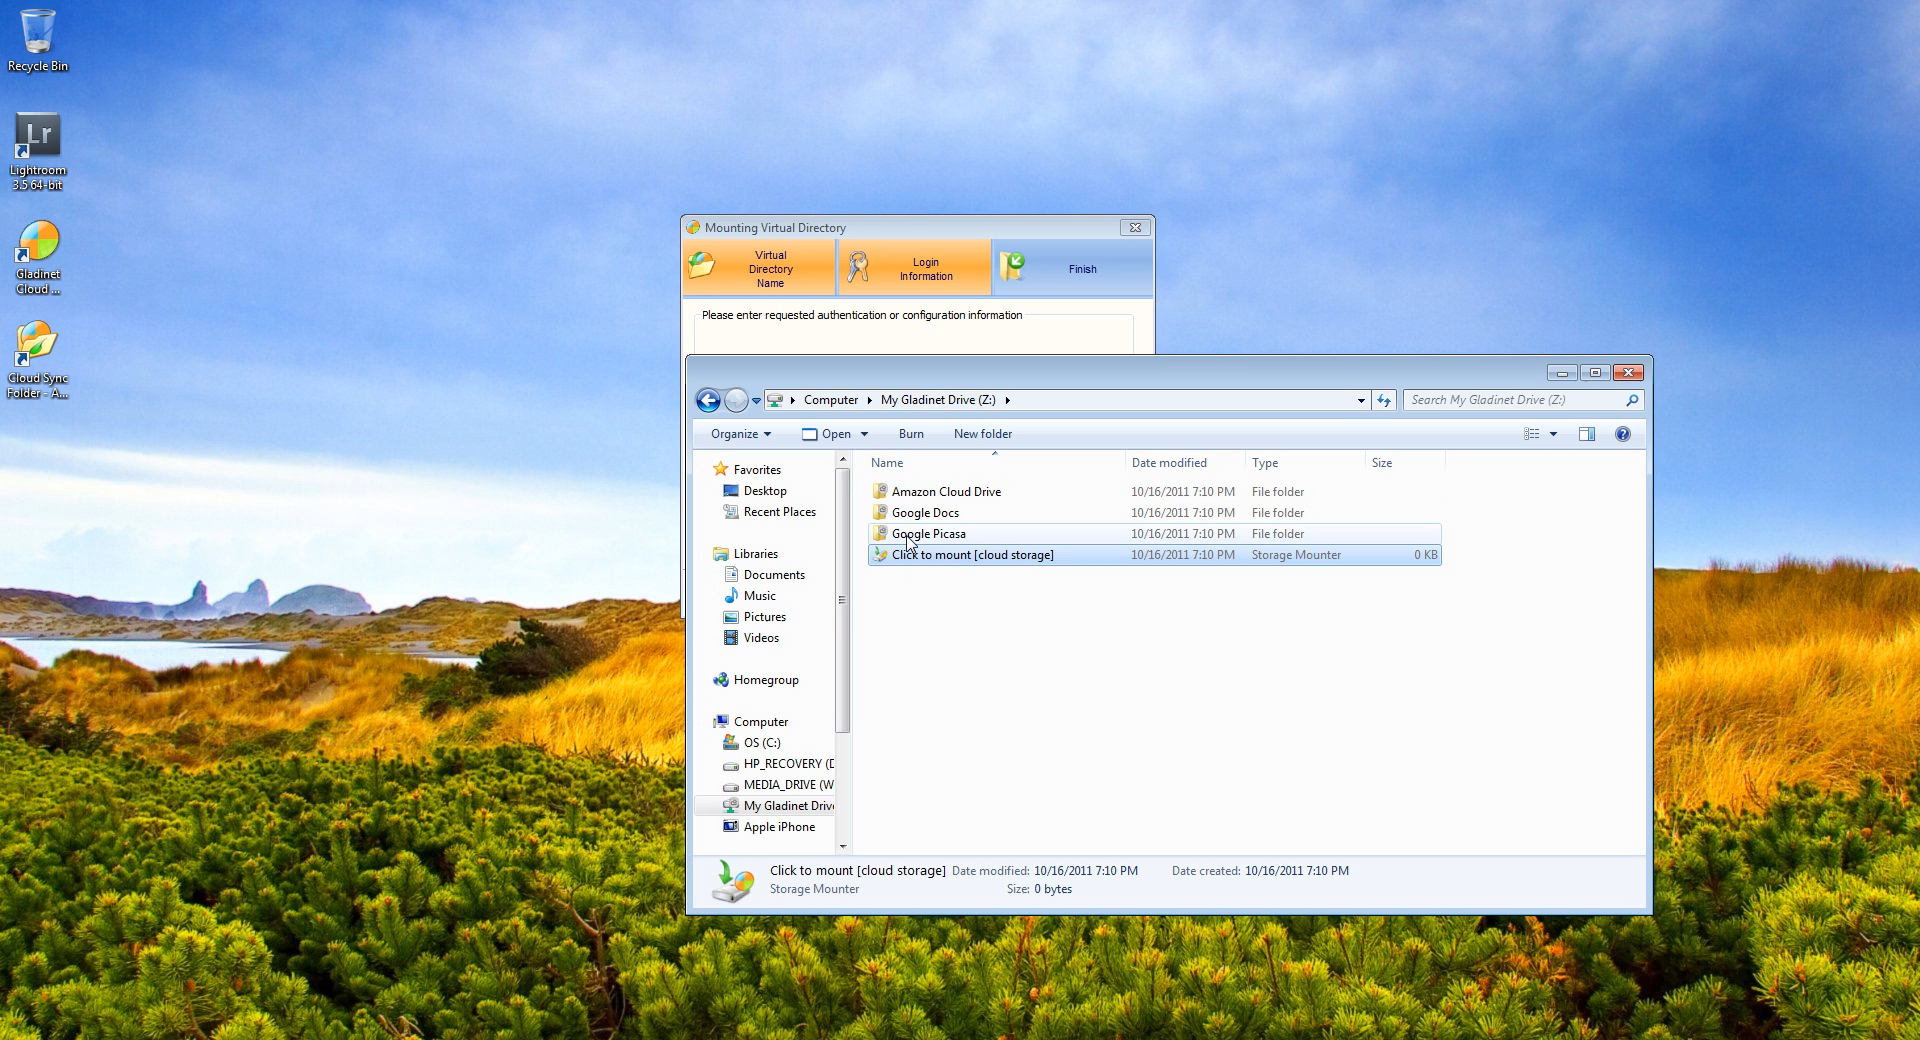 Recycle Bin
Lr
Lightroom
3.5 64-bit
Gladinet
Cloud ...
Cloud Sync
Folder - A...
Mounting Virtual Directory
Virtual
Directory
Name
Login
Information
Finish
Please enter requested authentication or configuration information
Computer
My Gladinet Drive (Z:)
Search My Gladinet Drive (Z:)
Organize
Open
Burn
New folder
Name
Date modified
Type
Size
Amazon Cloud Drive 10/16/2011 7:10 PM File folder
Google Docs 10/16/2011 7:10 PM File folder
Google Picasa 10/16/2011 7:10 PM File folder
Click to mount [cloud storage] 10/16/2011 7:10 PM Storage Mounter 0 KB
Favorites
Desktop
Recent Places
Libraries
Documents
Music
Pictures
Videos
Homegroup
Computer
OS (C:)
HP_RECOVERY (D
MEDIA_DRIVE (W
My Gladinet Drive
Apple iPhone
Click to mount [cloud storage] Date modified: 10/16/2011 7:10 PM Date created: 10/16/2011 7:10 PM
Storage Mounter Size: 0 bytes